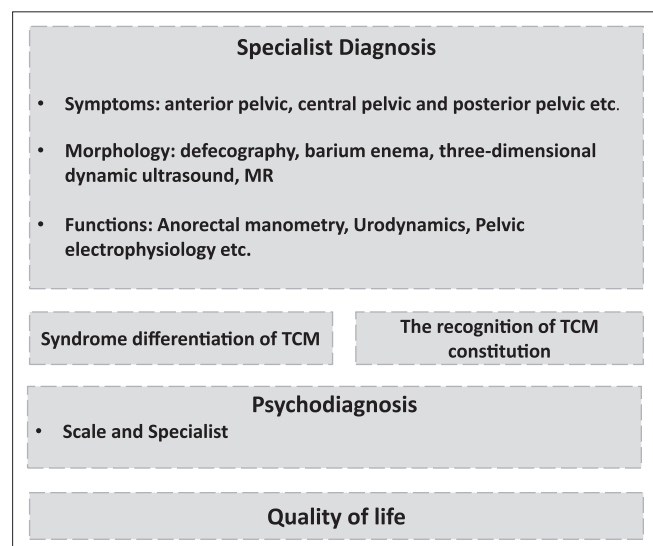 Specialist Diagnosis
• Symptoms: anterior pelvic, central pelvic and posterior pelvic etc.
• Morphology: defecography, barium enema, three-dimensional
dynamic ultrasound, MR
• Functions: Anorectal manometry, Urodynamics, Pelvic
electrophysiology etc.
Syndrome differentiation of TCM
The recognition of TCM
constitution
Psychodiagnosis
• Scale and Specialist
Quality of life